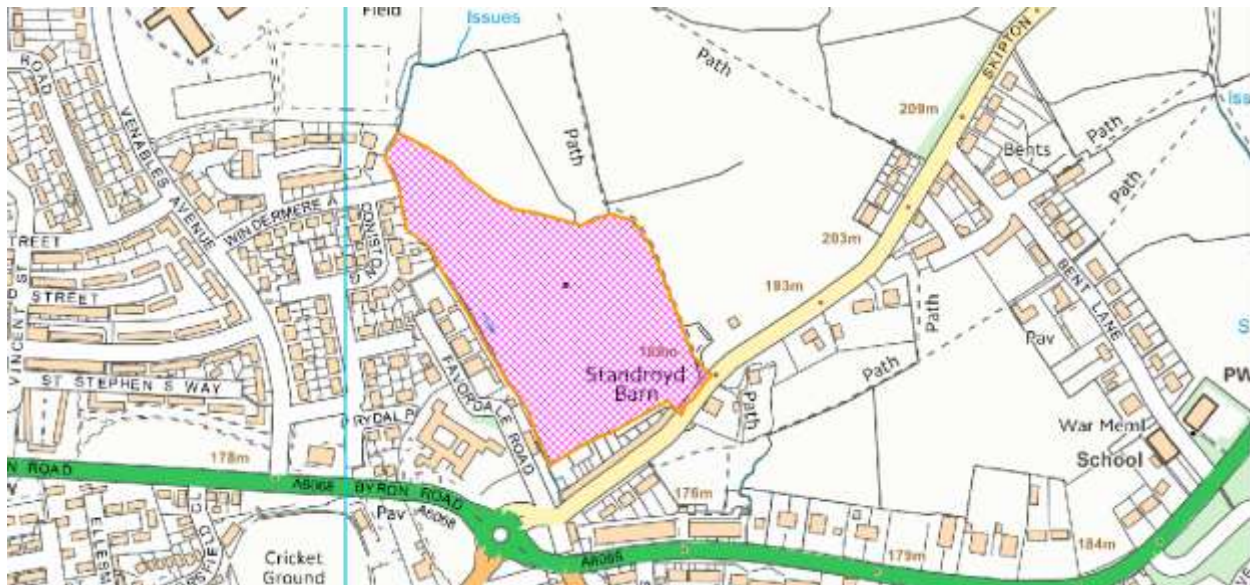 Field
Issues
ROAD
VENABLES AVENUE
Path
SKIPTON
209m
Bents
Path
Path
Path
WINDERMERE A
CONISTON
STREET
203m
BENT LANE
193m
D STREET
VINCENT ST
Path
Pav
ST STEPHEN S WAY
Standroyd
Barn
FAVORDALE ROAD
RYDAL P
Path
Path
PW
War Meml
School
178m
N ROAD
A6068
BYRON ROAD
A6068
Pav
176m
A6068
179m
184m
Cricket
Ground